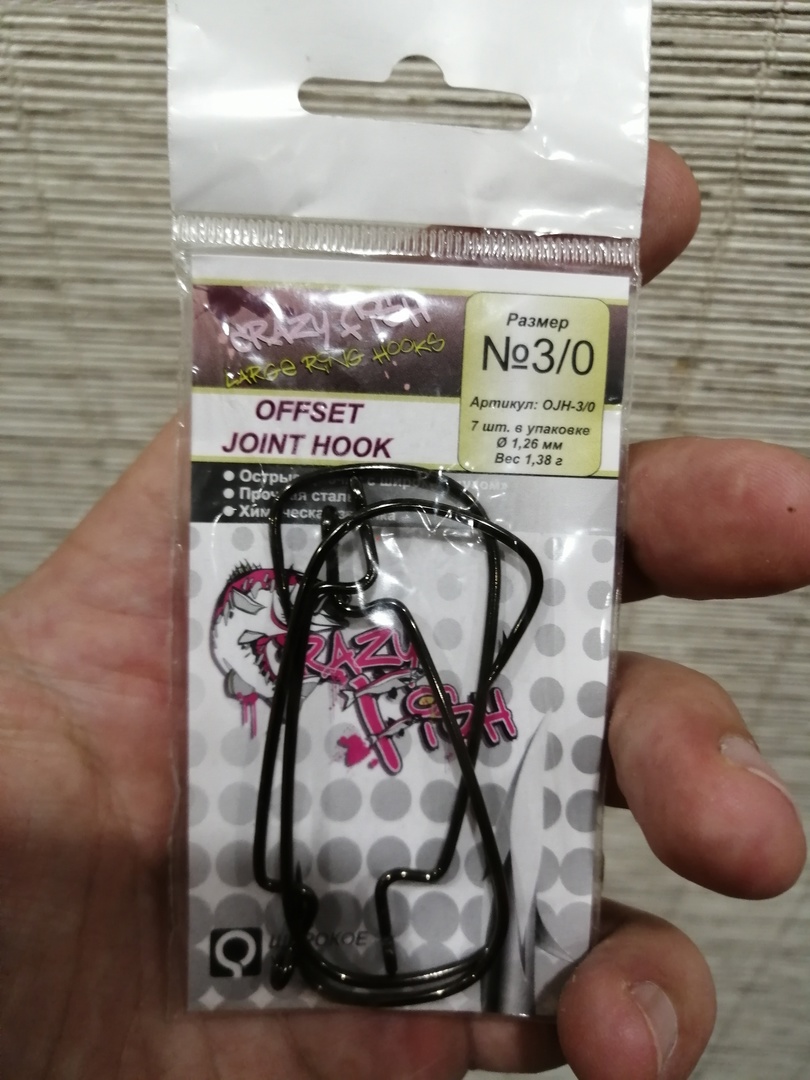 CRAZY FISH
LARGE RING HOOKS
Размер
№3/0
OFFSET
JOINT HOOK
Артикул: OJH-3/0
7 шт. в упаковке
Ø 1,26 мм
Вес 1,38 г
CRAZY
FISH